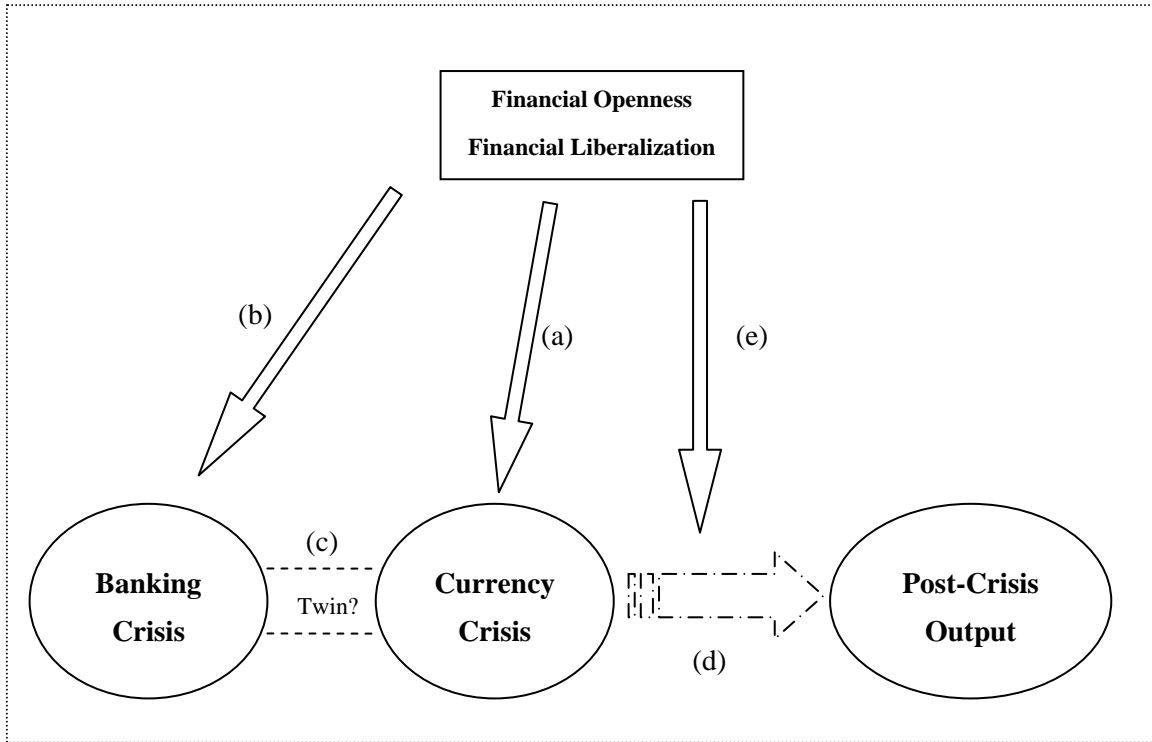 Financial Openness
Financial Liberalization
(b)
(a)
(e)
(c)
Banking
Crisis
Twin?
Currency
Crisis
Post-Crisis
Output
(d)